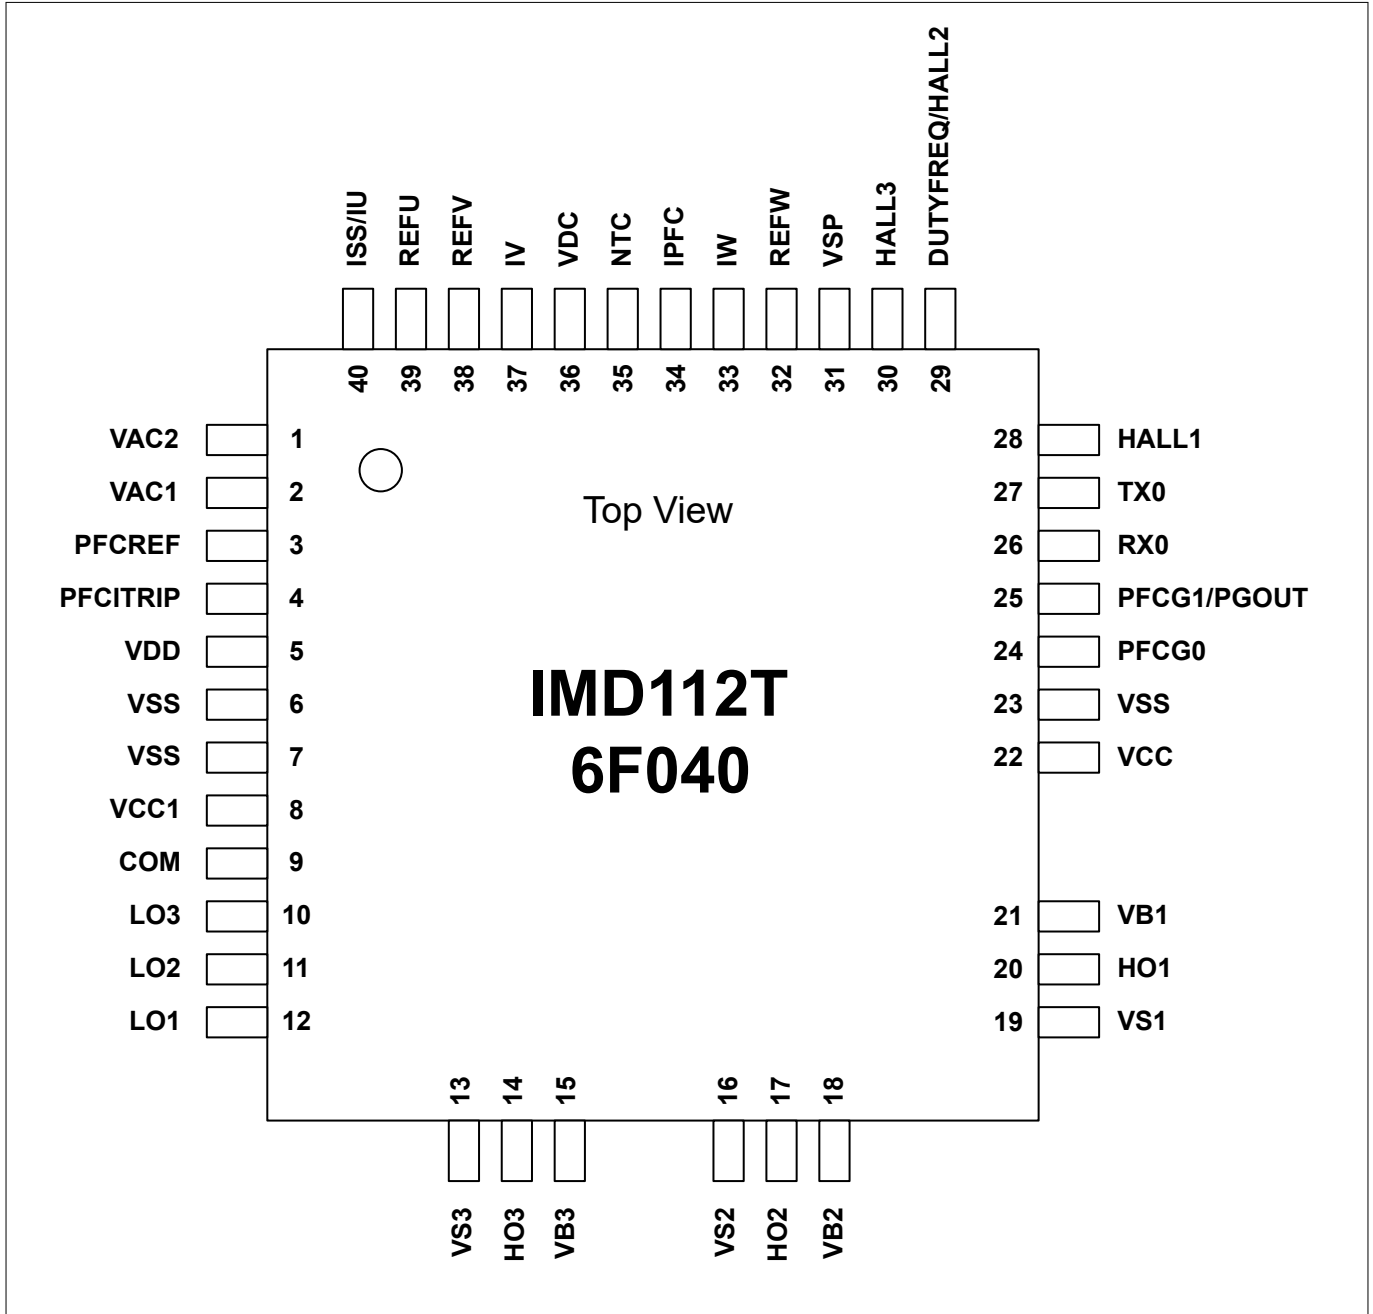 ISS/IU
REFU
REFV
IV
VDC
NTC
IPFC
IW
REFW
VSP
HALL3
DUTYFREQ/HALL2
40 39 38 37 36 35 34 33 32 31 30 29
VAC2 1
VAC1 2
PFCREF 3
PFCITRIP 4
VDD 5
VSS 6
VSS 7
VCC1 8
COM 9
LO3 10
LO2 11
LO1 12
Top View
IMD112T
6F040
28 HALL1
27 TX0
26 RX0
25 PFCG1/PGOUT
24 PFCG0
23 VSS
22 VCC
21 VB1
20 HO1
19 VS1
13 14 15 16 17 18
VS3
HO3
VB3
VS2
HO2
VB2